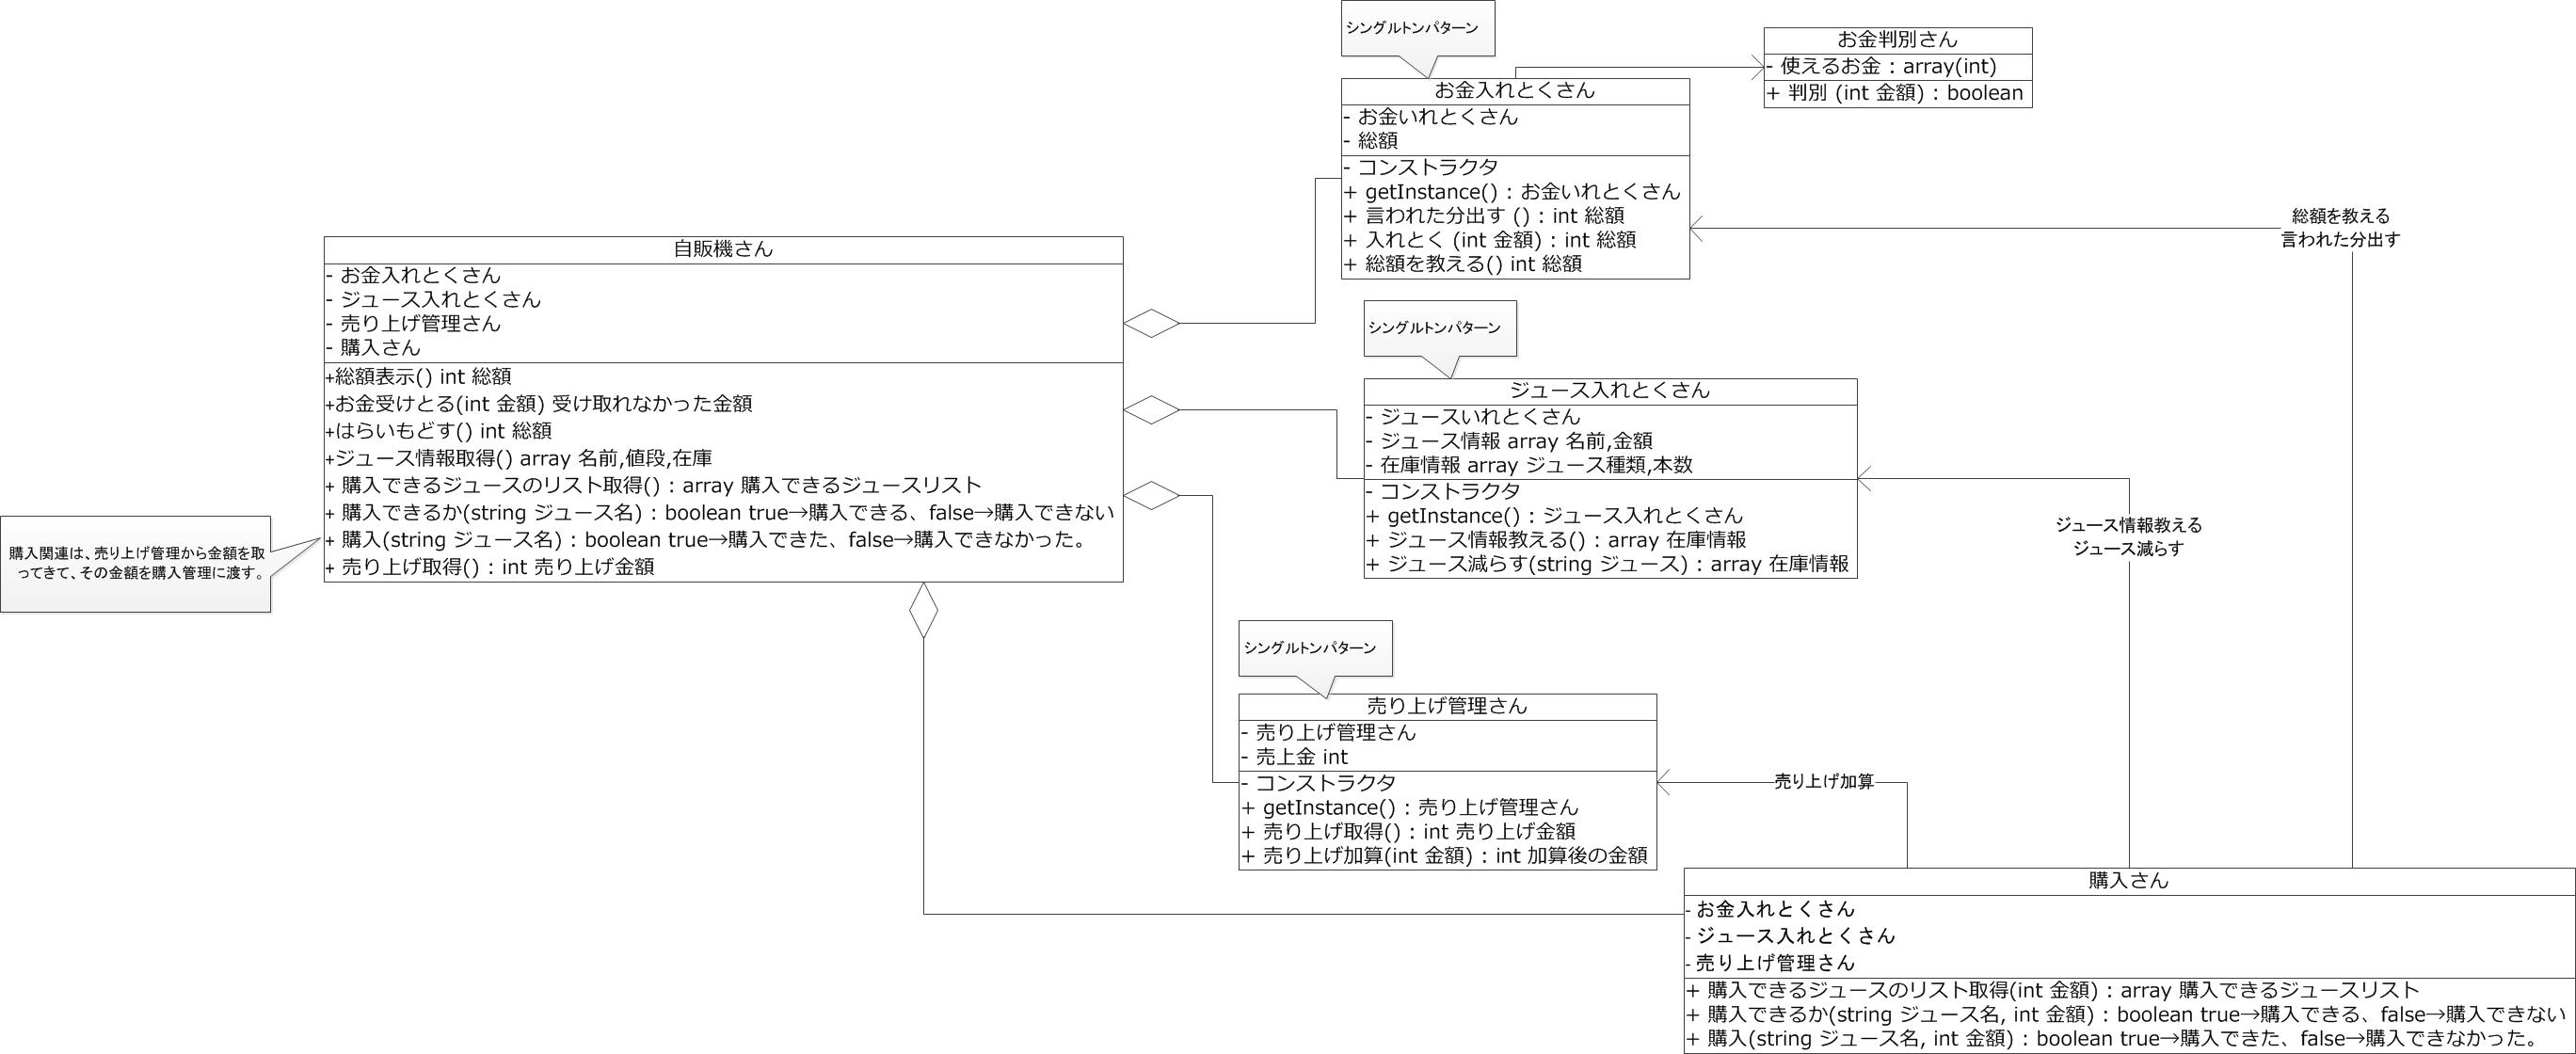 シングルトンパターン
お金判別さん
- 使えるお金 : array(int)
+ 判別 (int 金額) : boolean
お金入れとくさん
- お金いれとくさん
- 総額
- コンストラクタ
+ getInstance() : お金いれとくさん
+ 言われた分出す () : int 総額
+ 入れとく (int 金額) : int 総額
+ 総額を教える() int 総額
総額を教える
言われた分出す
自販機さん
- お金入れとくさん
- ジュース入れとくさん
- 売り上げ管理さん
- 購入さん
+総額表示() int 総額
+お金受けとる(int 金額) 受け取れなかった金額
+はらいもどす() int 総額
+ジュース情報取得() array 名前,値段,在庫
+ 購入できるジュースのリスト取得() : array 購入できるジュースリスト
+ 購入できるか(string ジュース名) : boolean true→購入できる、false→購入できない
+ 購入(string ジュース名) : boolean true→購入できた、false→購入できなかった。
+ 売り上げ取得() : int 売り上げ金額
購入関連は、売り上げ管理から金額を取
ってきて、その金額を購入管理に渡す。
シングルトンパターン
ジュース入れとくさん
- ジュースいれとくさん
- ジュース情報 array 名前,金額
- 在庫情報 array ジュース種類,本数
- コンストラクタ
+ getInstance() : ジュース入れとくさん
+ ジュース情報教える() : array 在庫情報
+ ジュース減らす(string ジュース) : array 在庫情報
ジュース情報教える
ジュース減らす
シングルトンパターン
売り上げ管理さん
- 売り上げ管理さん
- 売上金 int
- コンストラクタ
+ getInstance() : 売り上げ管理さん
+ 売り上げ取得() : int 売り上げ金額
+ 売り上げ加算(int 金額) : int 加算後の金額
売り上げ加算
購入さん
- お金入れとくさん
- ジュース入れとくさん
- 売り上げ管理さん
+ 購入できるジュースのリスト取得(int 金額) : array 購入できるジュースリスト
+ 購入できるか(string ジュース名, int 金額) : boolean true→購入できる、false→購入できない
+ 購入(string ジュース名, int 金額) : boolean true→購入できた、false→購入できなかった。